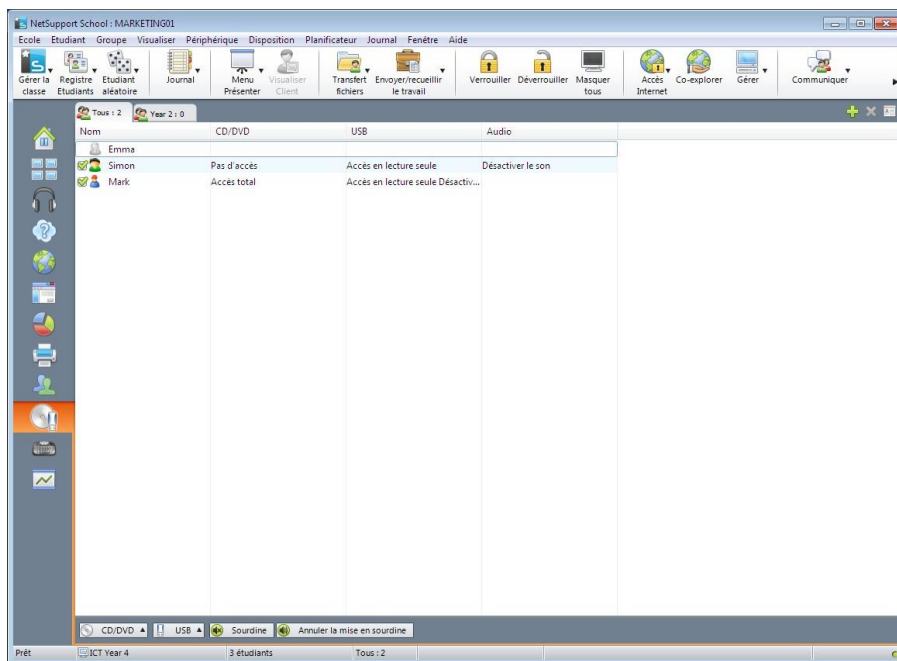 NetSupport School : MARKETING01
Ecole Etudiant Groupe Visualiser Périphérique Disposition Planificateur Journal Fenêtre Aide
Gérer la classe
Registre Etudiants
Etudiant aléatoire
Journal
Menu Présenter
Visualiser Client
Transfert fichiers
Envoyer/recueillir le travail
Verrouiller
Déverrouiller
Masquer tous
Accès Internet
Co-explorer
Gérer
Communiquer
Tous : 2
Year 2 : 0
Nom CD/DVD USB Audio
Emma
Simon Pas d'accès Accès en lecture seule Désactiver le son
Mark Accès total Accès en lecture seule Désactiv...
CD/DVD USB Sourdine Annuler la mise en sourdine
Prêt ICT Year 4 3 étudiants Tous : 2